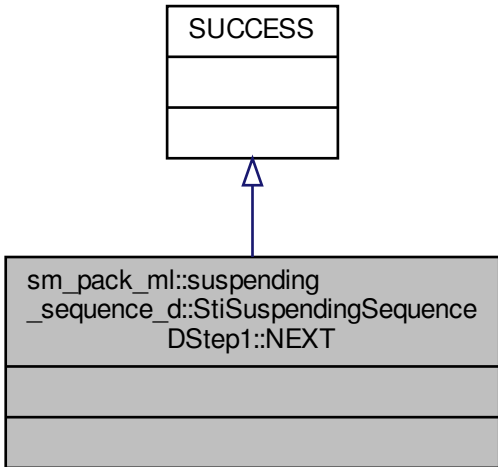 SUCCESS
sm_pack_ml::suspending
_sequence_d::StiSuspendingSequence
DStep1::NEXT